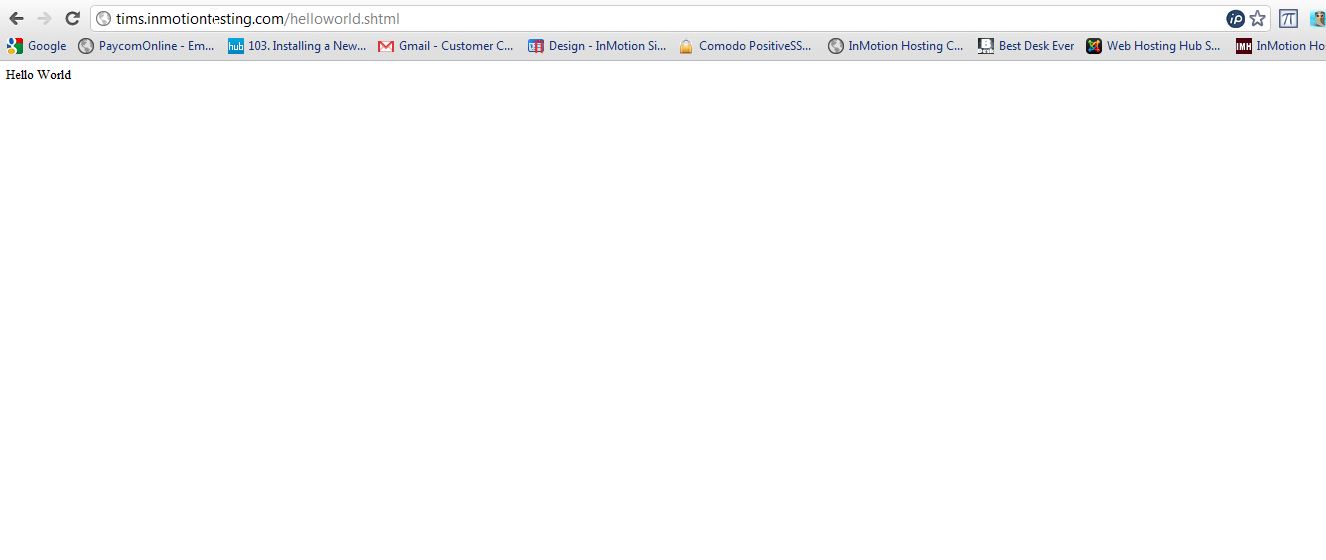 tims.inmotiontesting.com/helloworld.shtml
iP
Google PaycomOnline - Em... hub 103. Installing a New... Gmail - Customer C... Design - InMotion Si... Comodo PositiveSS... InMotion Hosting C... Best Desk Ever Web Hosting Hub S... IMH InMotion Ho
Hello World